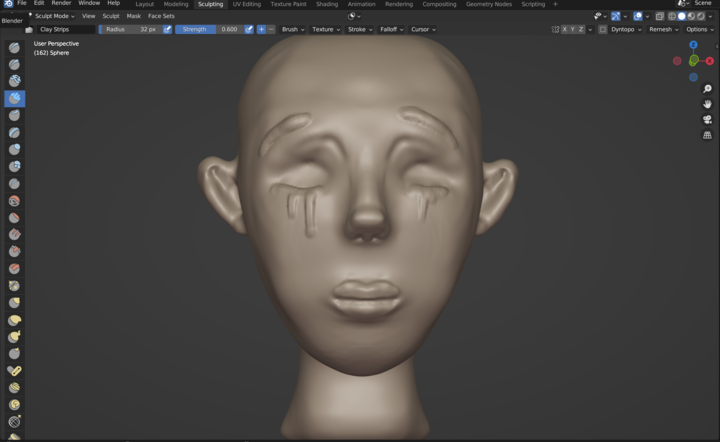 File Edit Render Window Help Layout Modeling Sculpting UV Editing Texture Paint Shading Animation Rendering Compositing Geometry Nodes Scripting + Scene
Blender
Sculpt Mode View Sculpt Mask Face Sets
Clay Strips Radius 32 px Strength 0.600 + − Brush Texture Stroke Falloff Cursor X Y Z Dyntopo Remesh Options
User Perspective
(162) Sphere
Z
X